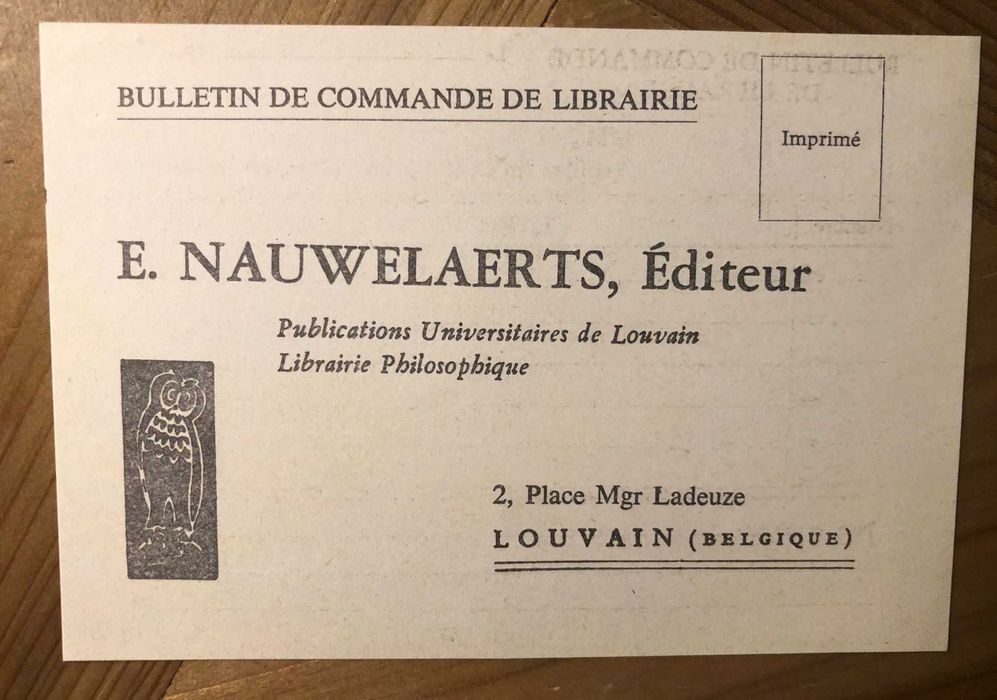 BULLETIN DE COMMANDE DE LIBRAIRIE
Imprimé
E. NAUWELAERTS, Éditeur
Publications Universitaires de Louvain
Librairie Philosophique
2, Place Mgr Ladeuze
LOUVAIN (BELGIQUE)